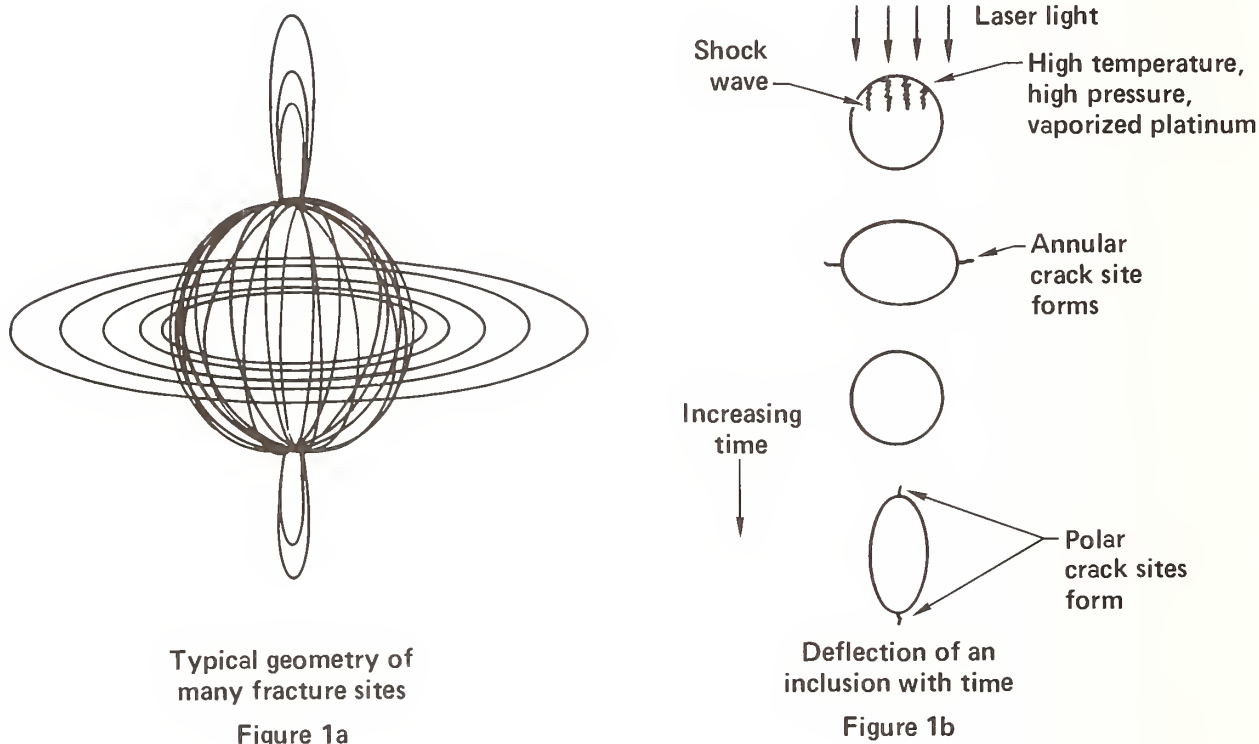 Typical geometry of
many fracture sites
Figure 1a
Laser light
Shock
wave
High temperature,
high pressure,
vaporized platinum
Annular
crack site
forms
Increasing
time
Polar
crack sites
form
Deflection of an
inclusion with time
Figure 1b